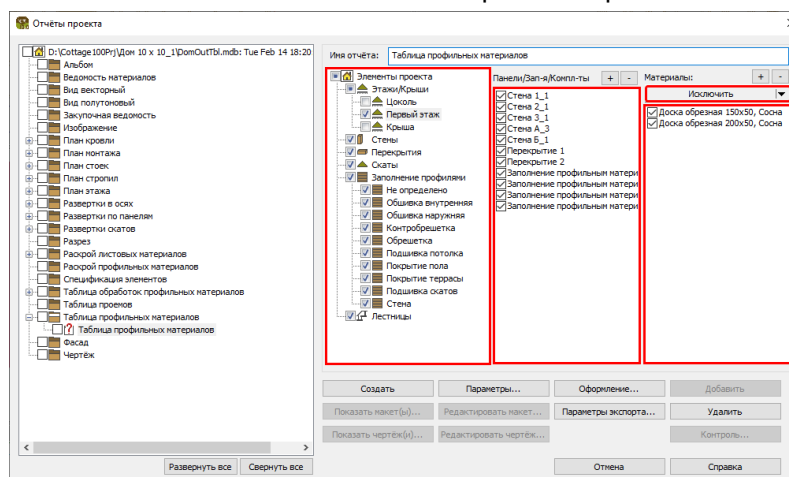 Отчёты проекта
D:\Cottage100Prj\Дом 10 x 10_1\DomOutTbl.mdb: Tue Feb 14 18:20
Альбом
Ведомость материалов
Вид векторный
Вид полутоновый
Закупочная ведомость
Изображение
План кровли
План монтажа
План стоек
План стропил
План этажа
Развертки в осях
Развертки по панелям
Развертки скатов
Разрез
Раскрой листовых материалов
Раскрой профильных материалов
Спецификация элементов
Таблица обработок профильных материалов
Таблица проемов
Таблица профильных материалов
Таблица профильных материалов
Фасад
Чертёж
Развернуть все Свернуть все
Имя отчёта: Таблица профильных материалов
Элементы проекта
Этажи/Крыши
Цоколь
Первый этаж
Крыша
Стены
Перекрытия
Скаты
Заполнение профилями
Не определено
Обшивка внутренняя
Обшивка наружняя
Контробрешетка
Обрешетка
Подшивка потолка
Покрытие пола
Покрытие террасы
Подшивка скатов
Стена
Лестницы
Панели/Зап-я/Компл-ты + -
Стена 1_1
Стена 2_1
Стена 3_1
Стена А_3
Стена Б_1
Перекрытие 1
Перекрытие 2
Заполнение профильным матери
Заполнение профильным матери
Заполнение профильным матери
Заполнение профильным матери
Материалы: + -
Исключить
Доска обрезная 150x50, Сосна
Доска обрезная 200x50, Сосна
Создать Параметры... Оформление... Добавить
Показать макет(ы)... Редактировать макет... Параметры экспорта... Удалить
Показать чертёж(и)... Редактировать чертёж... Контроль...
Отмена Справка